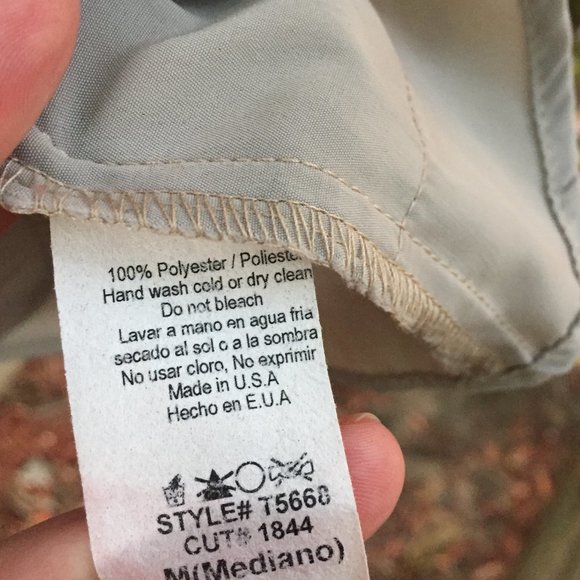 100% Polyester / Poliester
Hand wash cold or dry clean
Do not bleach
Lavar a mano en agua fria
secado al sol o a la sombra
No usar cloro, No exprimir
Made in U.S.A
Hecho en E.U.A
STYLE# T5668
CUT# 1844
M(Mediano)